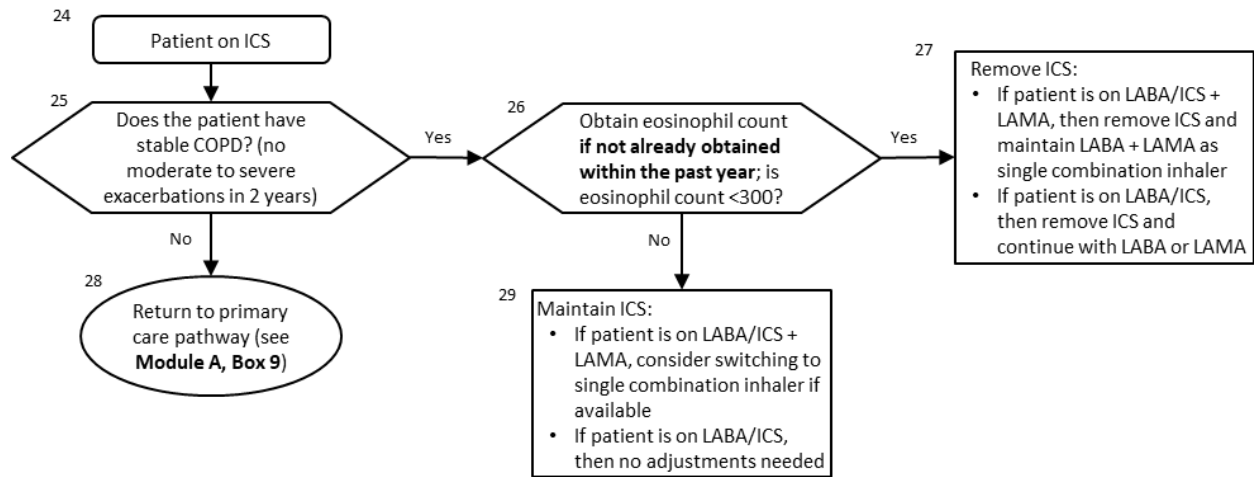 24
Patient on ICS
25
Does the patient have
stable COPD? (no
moderate to severe
exacerbations in 2 years)
Yes
26
Obtain eosinophil count
if not already obtained
within the past year; is
eosinophil count <300?
Yes
27
Remove ICS:
• If patient is on LABA/ICS +
LAMA, then remove ICS and
maintain LABA + LAMA as
single combination inhaler
• If patient is on LABA/ICS,
then remove ICS and
continue with LABA or LAMA
No
28
Return to primary
care pathway (see
Module A, Box 9)
No
29
Maintain ICS:
• If patient is on LABA/ICS +
LAMA, consider switching to
single combination inhaler if
available
• If patient is on LABA/ICS,
then no adjustments needed